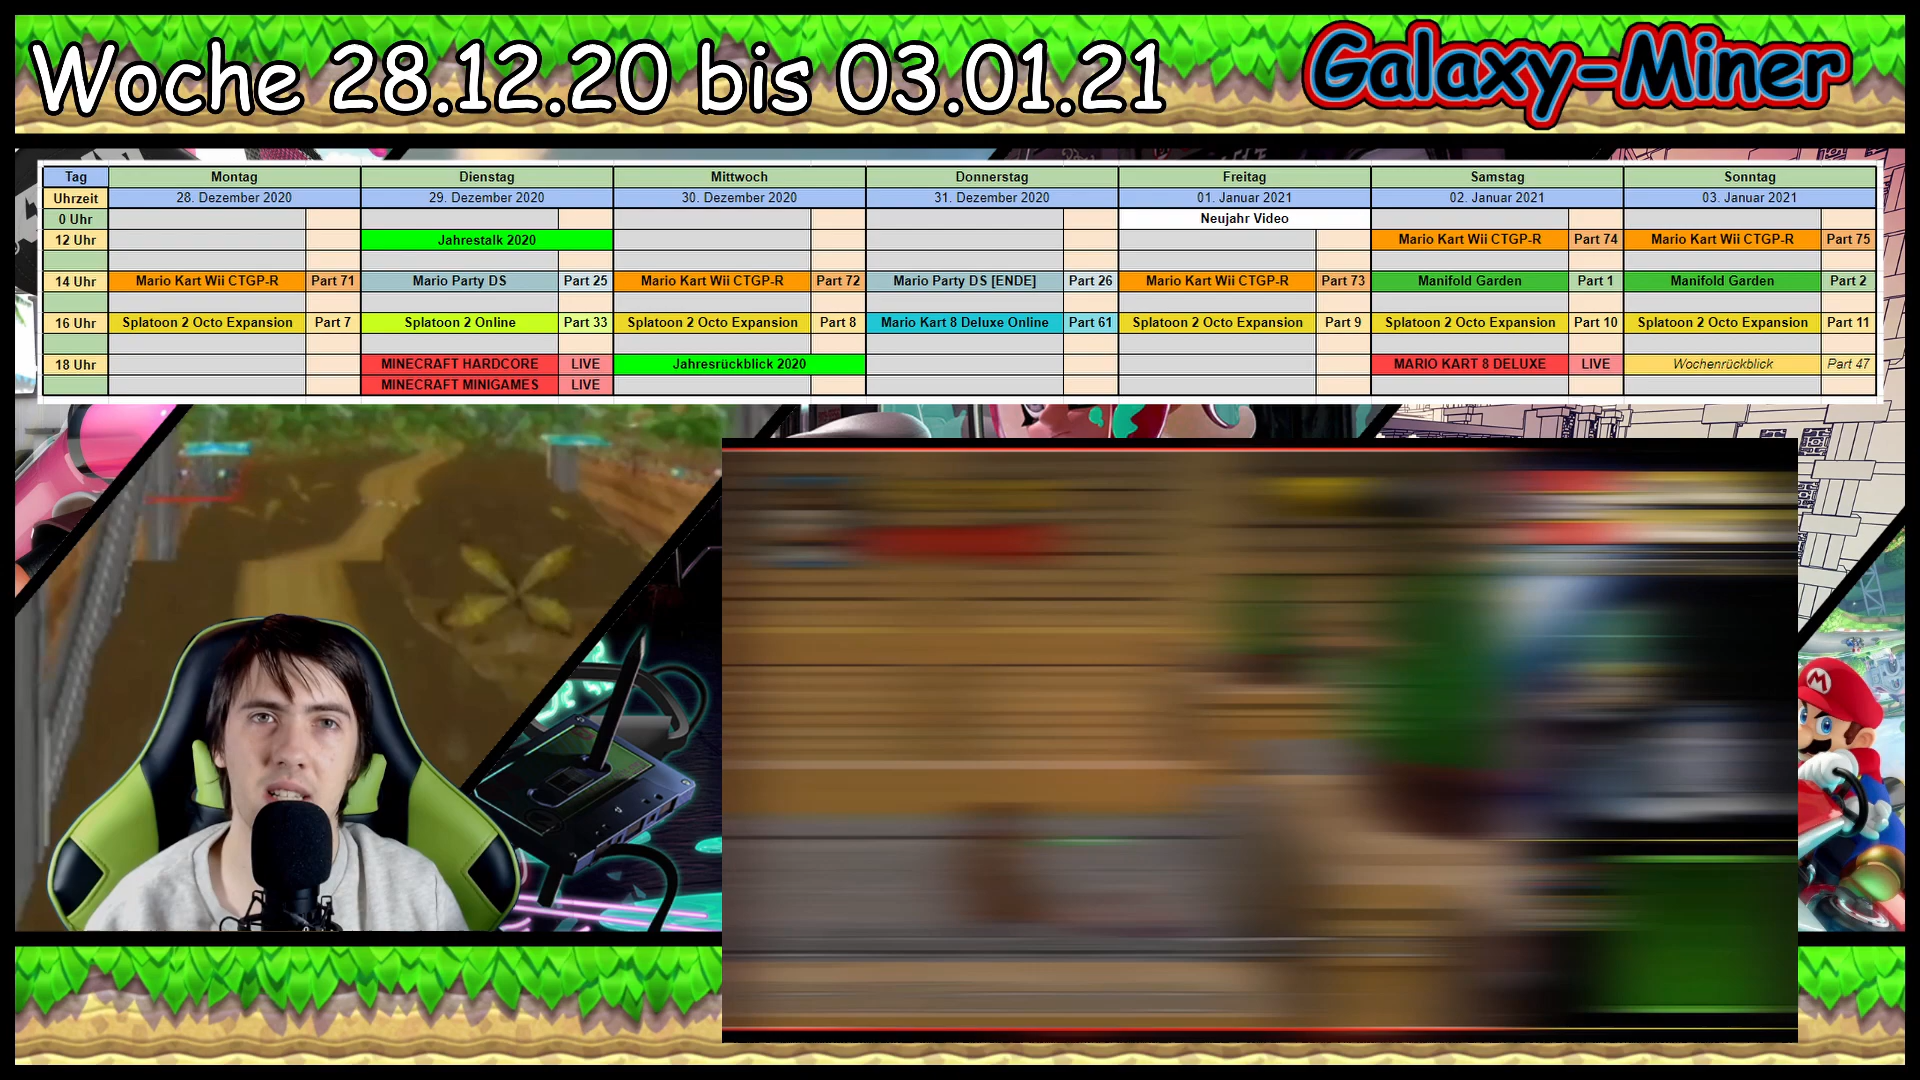 Woche 28.12.20 bis 03.01.21
Galaxy-Miner
Tag Montag Dienstag Mittwoch Donnerstag Freitag Samstag Sonntag
Uhrzeit 28. Dezember 2020 29. Dezember 2020 30. Dezember 2020 31. Dezember 2020 01. Januar 2021 02. Januar 2021 03. Januar 2021
0 Uhr Neujahr Video
12 Uhr Jahrestalk 2020 Mario Kart Wii CTGP-R Part 74 Mario Kart Wii CTGP-R Part 75
14 Uhr Mario Kart Wii CTGP-R Part 71 Mario Party DS Part 25 Mario Kart Wii CTGP-R Part 72 Mario Party DS [ENDE] Part 26 Mario Kart Wii CTGP-R Part 73 Manifold Garden Part 1 Manifold Garden Part 2
16 Uhr Splatoon 2 Octo Expansion Part 7 Splatoon 2 Online Part 33 Splatoon 2 Octo Expansion Part 8 Mario Kart 8 Deluxe Online Part 61 Splatoon 2 Octo Expansion Part 9 Splatoon 2 Octo Expansion Part 10 Splatoon 2 Octo Expansion Part 11
18 Uhr MINECRAFT HARDCORE LIVE Jahresrückblick 2020 MARIO KART 8 DELUXE LIVE Wochenrückblick Part 47
MINECRAFT MINIGAMES LIVE
M